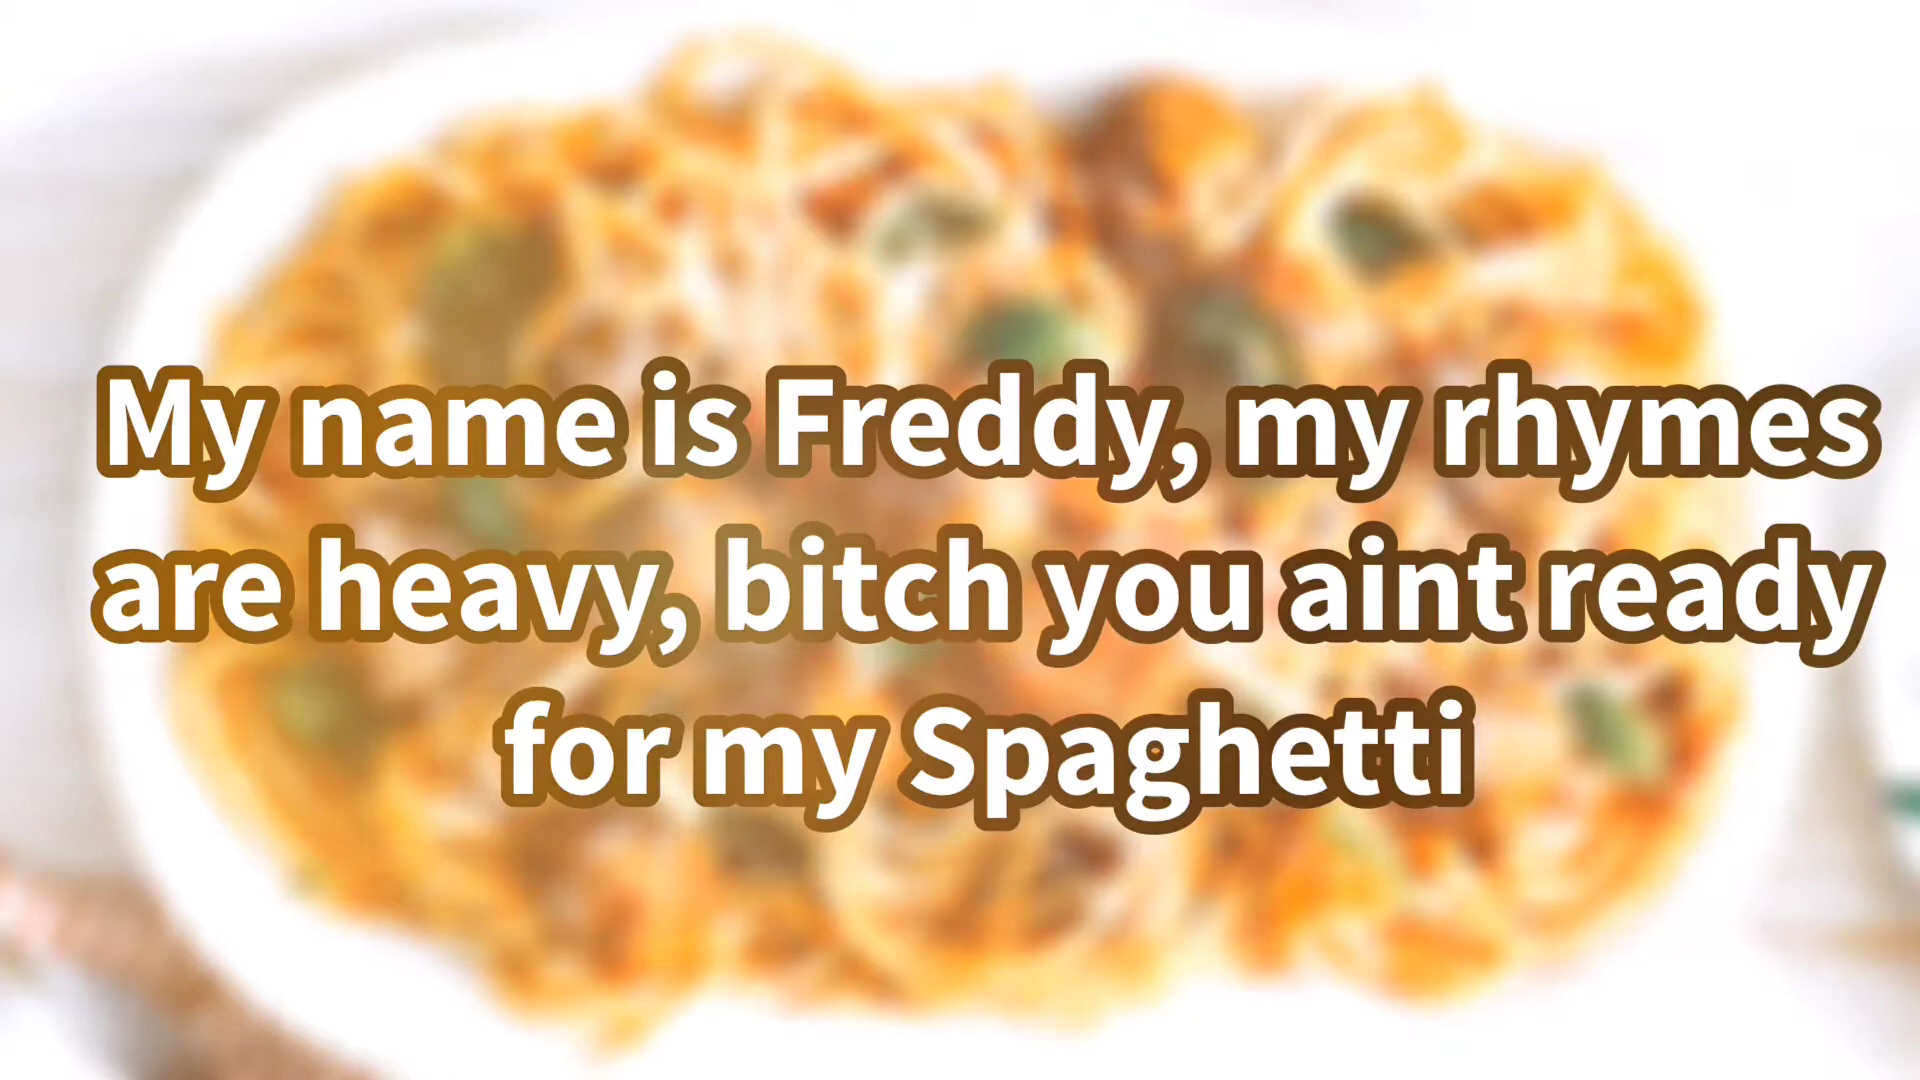 My name is Freddy, my rhymes
are heavy, bitch you aint ready
for my Spaghetti